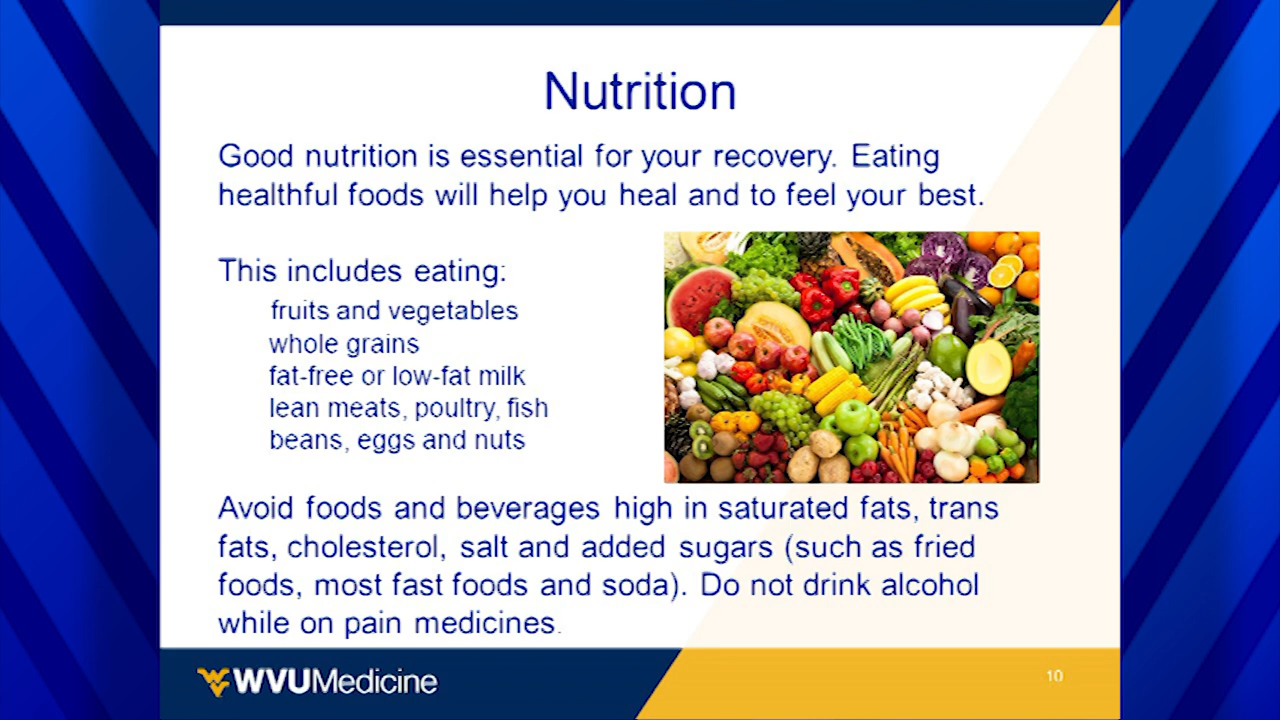 Nutrition
Good nutrition is essential for your recovery. Eating
healthful foods will help you heal and to feel your best.
This includes eating:
fruits and vegetables
whole grains
fat-free or low-fat milk
lean meats, poultry, fish
beans, eggs and nuts
Avoid foods and beverages high in saturated fats, trans
fats, cholesterol, salt and added sugars (such as fried
foods, most fast foods and soda). Do not drink alcohol
while on pain medicines.
WVUMedicine
10